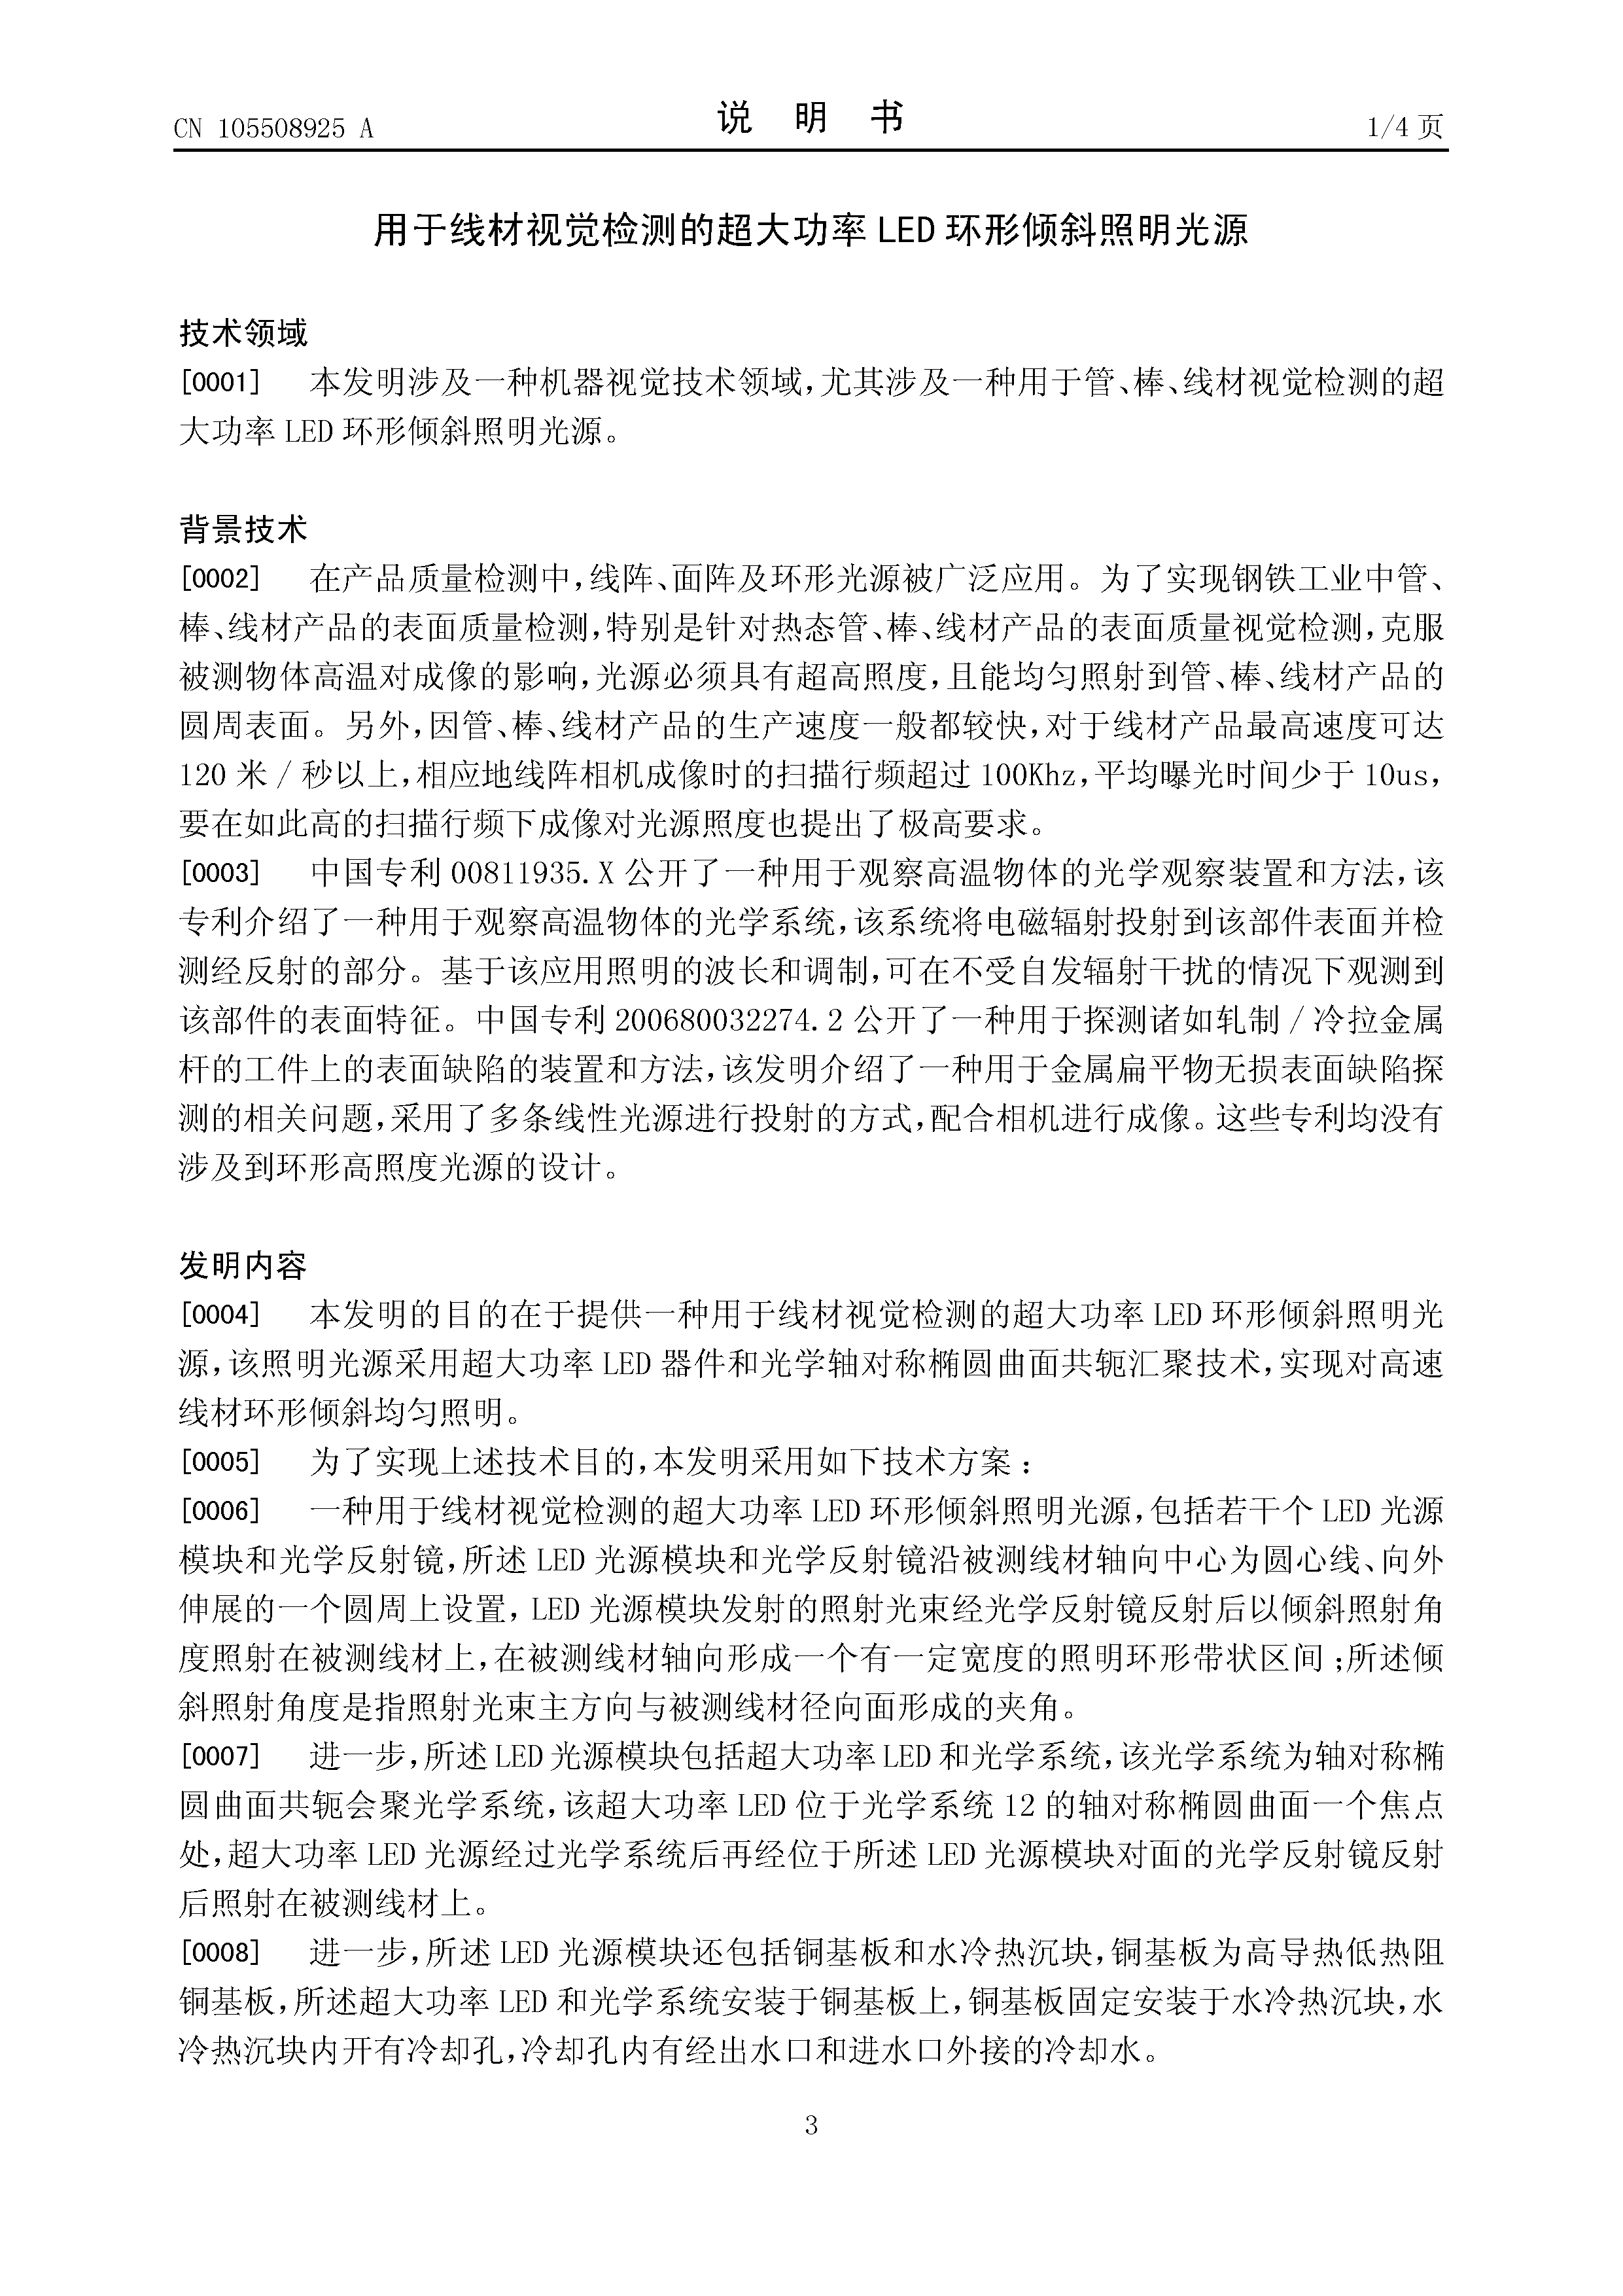 CN 105508925 A
说 明 书
1/4 页
用于线材视觉检测的超大功率 LED 环形倾斜照明光源
技术领域
[0001] 本发明涉及一种机器视觉技术领域,尤其涉及一种用于管、棒、线材视觉检测的超
大功率 LED 环形倾斜照明光源。
背景技术
[0002] 在产品质量检测中,线阵、面阵及环形光源被广泛应用。为了实现钢铁工业中管、
棒、线材产品的表面质量检测,特别是针对热态管、棒、线材产品的表面质量视觉检测,克服
被测物体高温对成像的影响,光源必须具有超高照度,且能均匀照射到管、棒、线材产品的
圆周表面。另外,因管、棒、线材产品的生产速度一般都较快,对于线材产品最高速度可达
120 米 / 秒以上,相应地线阵相机成像时的扫描行频超过 100Khz,平均曝光时间少于 10us,
要在如此高的扫描行频下成像对光源照度也提出了极高要求。
[0003] 中国专利 00811935.X 公开了一种用于观察高温物体的光学观察装置和方法,该
专利介绍了一种用于观察高温物体的光学系统,该系统将电磁辐射投射到该部件表面并检
测经反射的部分。基于该应用照明的波长和调制,可在不受自发辐射干扰的情况下观测到
该部件的表面特征。中国专利 200680032274.2 公开了一种用于探测诸如轧制 / 冷拉金属
杆的工件上的表面缺陷的装置和方法,该发明介绍了一种用于金属扁平物无损表面缺陷探
测的相关问题,采用了多条线性光源进行投射的方式,配合相机进行成像。这些专利均没有
涉及到环形高照度光源的设计。
发明内容
[0004] 本发明的目的在于提供一种用于线材视觉检测的超大功率 LED 环形倾斜照明光
源,该照明光源采用超大功率 LED 器件和光学轴对称椭圆曲面共轭汇聚技术,实现对高速
线材环形倾斜均匀照明。
[0005] 为了实现上述技术目的,本发明采用如下技术方案 :
[0006] 一种用于线材视觉检测的超大功率 LED 环形倾斜照明光源,包括若干个 LED 光源
模块和光学反射镜,所述 LED 光源模块和光学反射镜沿被测线材轴向中心为圆心线、向外
伸展的一个圆周上设置, LED 光源模块发射的照射光束经光学反射镜反射后以倾斜照射角
度照射在被测线材上,在被测线材轴向形成一个有一定宽度的照明环形带状区间 ;所述倾
斜照射角度是指照射光束主方向与被测线材径向面形成的夹角。
[0007] 进一步,所述 LED 光源模块包括超大功率 LED 和光学系统,该光学系统为轴对称椭
圆曲面共轭会聚光学系统,该超大功率 LED 位于光学系统 12 的轴对称椭圆曲面一个焦点
处,超大功率 LED 光源经过光学系统后再经位于所述 LED 光源模块对面的光学反射镜反射
后照射在被测线材上。
[0008] 进一步,所述 LED 光源模块还包括铜基板和水冷热沉块,铜基板为高导热低热阻
铜基板,所述超大功率 LED 和光学系统安装于铜基板上,铜基板固定安装于水冷热沉块,水
冷热沉块内开有冷却孔,冷却孔内有经出水口和进水口外接的冷却水。
3